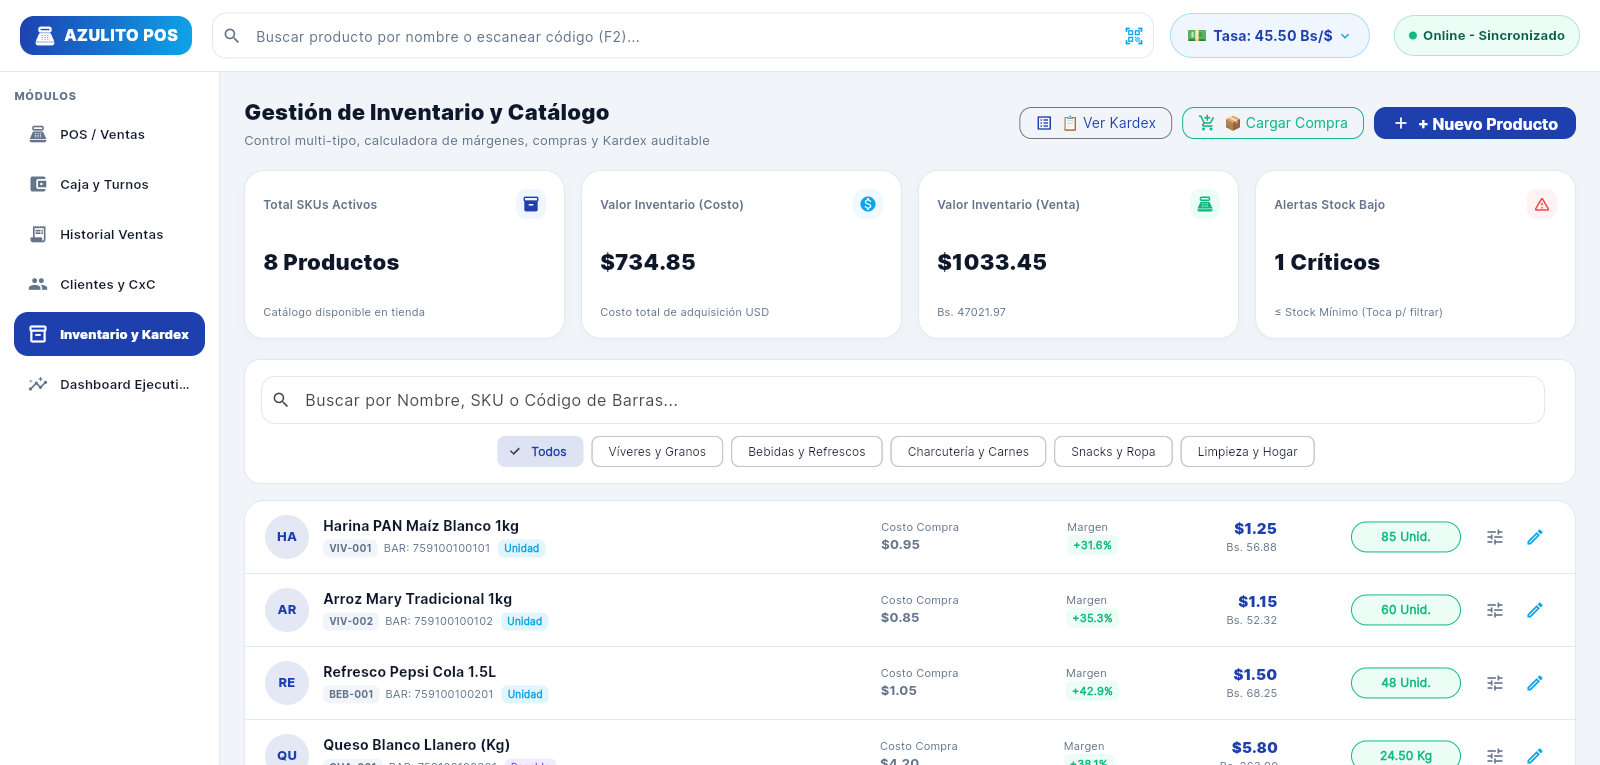 AZULITO POS
Buscar producto por nombre o escanear código (F2)...
Tasa: 45.50 Bs/$
Online - Sincronizado
MÓDULOS
POS / Ventas
Caja y Turnos
Historial Ventas
Clientes y CxC
Inventario y Kardex
Dashboard Ejecuti...
Gestión de Inventario y Catálogo
Control multi-tipo, calculadora de márgenes, compras y Kardex auditable
Ver Kardex
Cargar Compra
+ Nuevo Producto
Total SKUs Activos
8 Productos
Catálogo disponible en tienda
Valor Inventario (Costo)
$734.85
Costo total de adquisición USD
Valor Inventario (Venta)
$1033.45
Bs. 47021.97
Alertas Stock Bajo
1 Críticos
≤ Stock Mínimo (Toca p/ filtrar)
Buscar por Nombre, SKU o Código de Barras...
Todos
Víveres y Granos
Bebidas y Refrescos
Charcutería y Carnes
Snacks y Ropa
Limpieza y Hogar
HA
Harina PAN Maíz Blanco 1kg
VIV-001 BAR: 759100100101 Unidad
Costo Compra
$0.95
Margen
+31.6%
$1.25
Bs. 56.88
85 Unid.
AR
Arroz Mary Tradicional 1kg
VIV-002 BAR: 759100100102 Unidad
Costo Compra
$0.85
Margen
+35.3%
$1.15
Bs. 52.32
60 Unid.
RE
Refresco Pepsi Cola 1.5L
BEB-001 BAR: 759100100201 Unidad
Costo Compra
$1.05
Margen
+42.9%
$1.50
Bs. 68.25
48 Unid.
QU
Queso Blanco Llanero (Kg)
Costo Compra
$4.20
Margen
+38.1%
$5.80
24.50 Kg